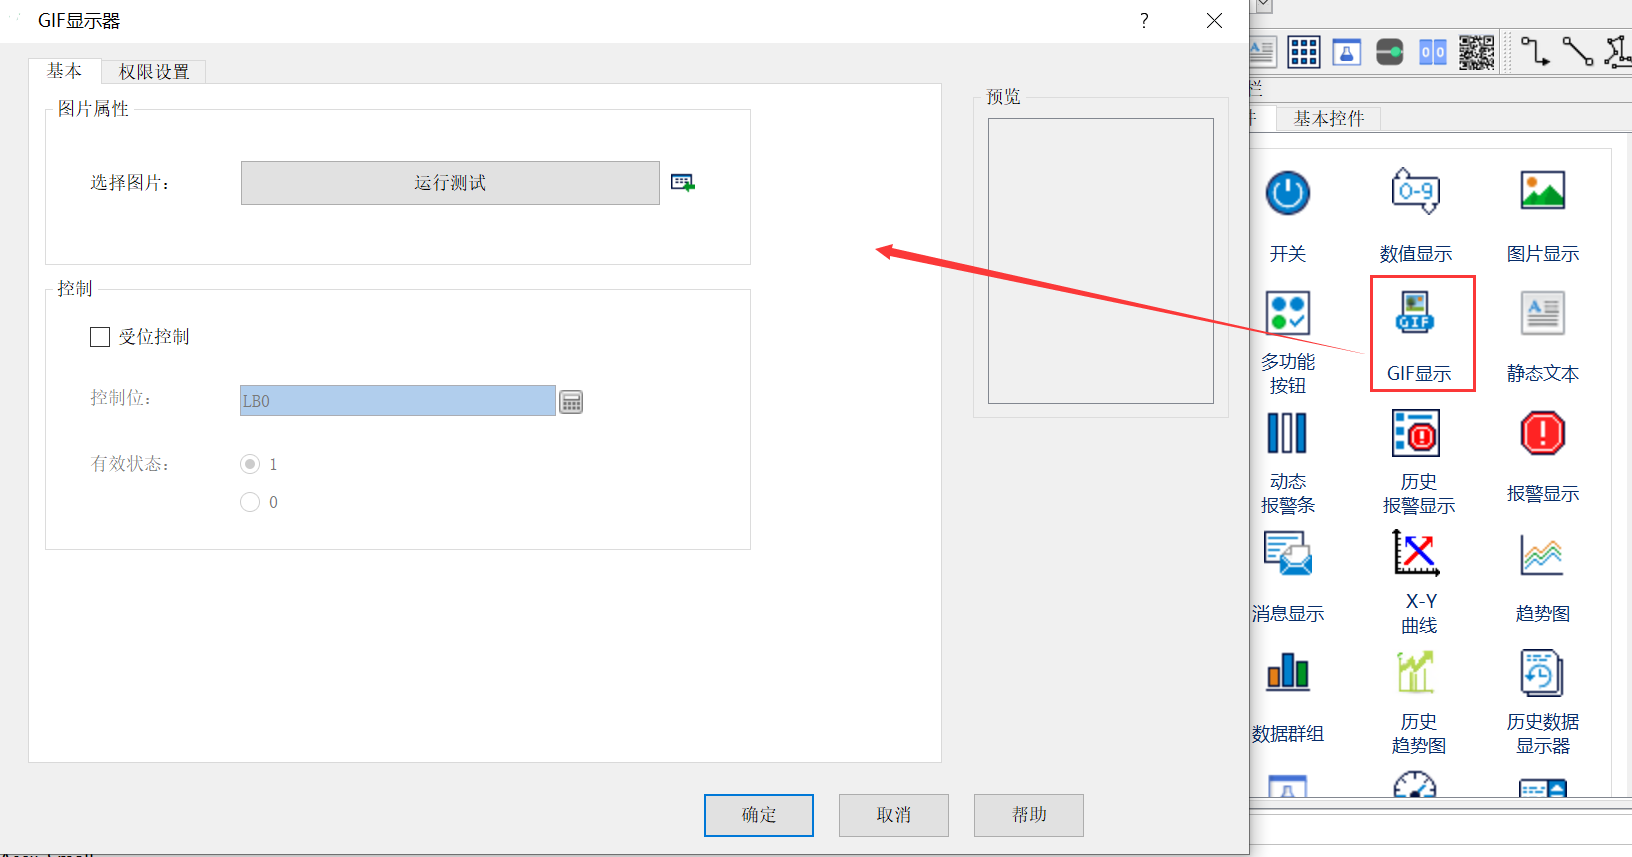 GIF显示器
基本 权限设置
图片属性
选择图片： 运行测试
控制
受位控制
控制位： LB0
有效状态： 1
0
预览
确定 取消 帮助
栏
件 基本控件
开关 数值显示 图片显示
多功能
按钮
GIF
GIF显示
静态文本
动态
报警条
历史
报警显示
报警显示
消息显示
X-Y
曲线
趋势图
数据群组
历史
趋势图
历史数据
显示器